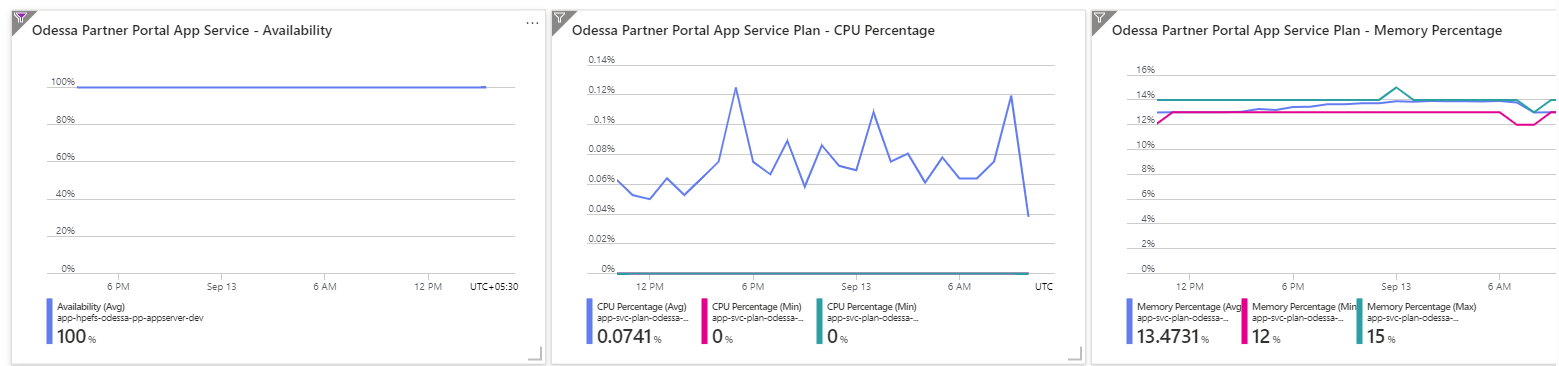 Odessa Partner Portal App Service - Availability
...
100%
80%
60%
40%
20%
0%
6 PM
Sep 13
6 AM
12 PM
UTC+05:30
Availability (Avg)
app-hpefs-odessa-pp-appserver-dev
100 %
Odessa Partner Portal App Service Plan - CPU Percentage
0.14%
0.12%
0.1%
0.08%
0.06%
0.04%
0.02%
0%
12 PM
6 PM
Sep 13
6 AM
UTC
CPU Percentage (Avg)
app-svc-plan-odessa-...
0.0741 %
CPU Percentage (Min)
app-svc-plan-odessa-...
0 %
CPU Percentage (Min)
app-svc-plan-odessa-...
0 %
Odessa Partner Portal App Service Plan - Memory Percentage
16%
14%
12%
10%
8%
6%
4%
2%
0%
12 PM
6 PM
Sep 13
6 AM
Memory Percentage (Avg
app-svc-plan-odessa-...
13.4731 %
Memory Percentage (Min
app-svc-plan-odessa-...
12 %
Memory Percentage (Max)
app-svc-plan-odessa-...
15 %